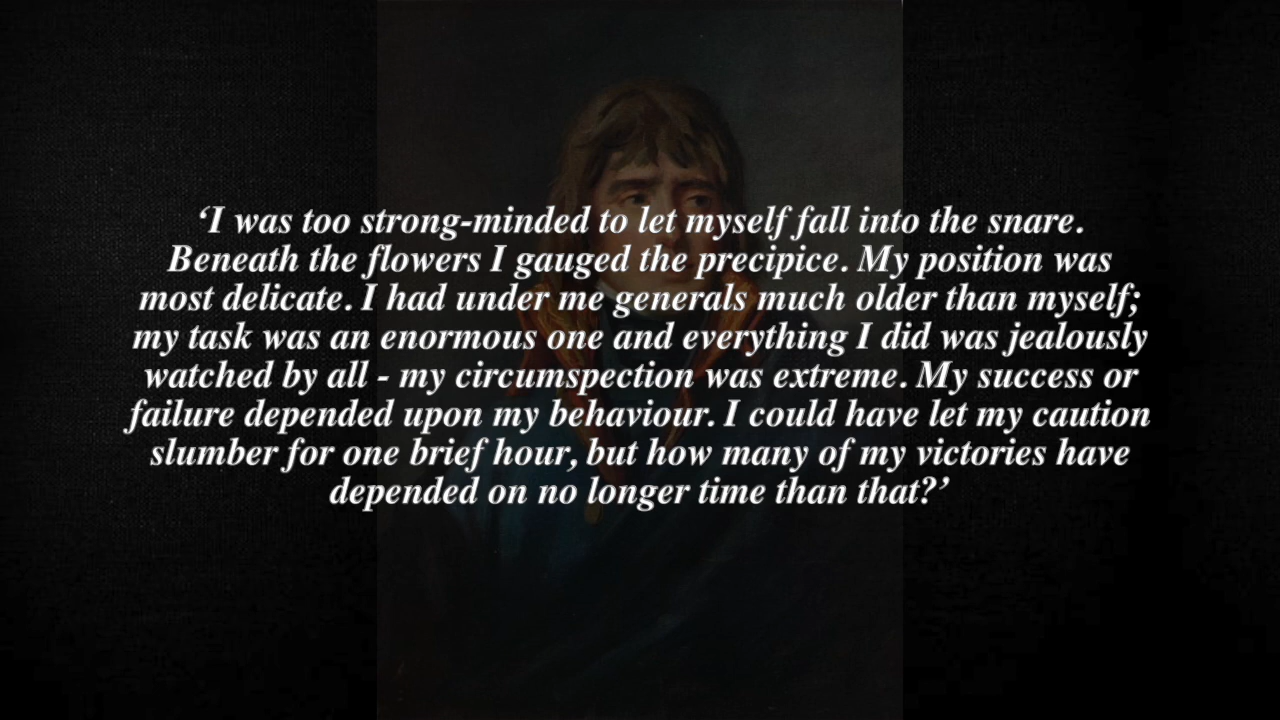 ‘I was too strong-minded to let myself fall into the snare.
Beneath the flowers I gauged the precipice. My position was
most delicate. I had under me generals much older than myself;
my task was an enormous one and everything I did was jealously
watched by all - my circumspection was extreme. My success or
failure depended upon my behaviour. I could have let my caution
slumber for one brief hour, but how many of my victories have
depended on no longer time than that?’